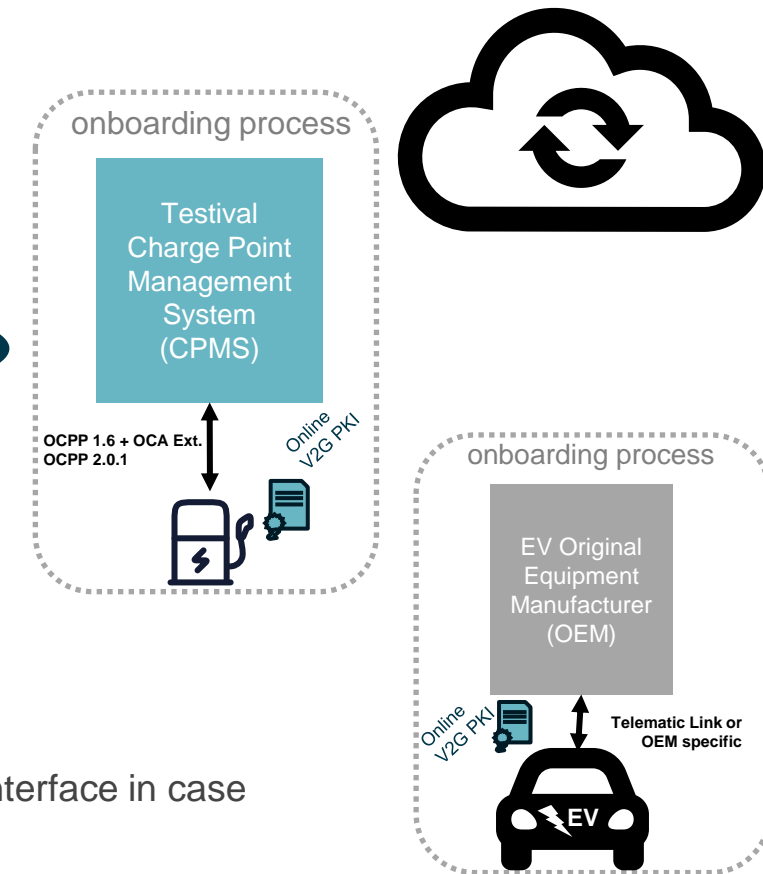 onboarding process
Testival
Charge Point
Management
System
(CPMS)
OCPP 1.6 + OCA Ext.
OCPP 2.0.1
Online
V2G PKI
onboarding process
EV Original
Equipment
Manufacturer
(OEM)
Online
V2G PKI
Telematic Link or
OEM specific
EV
nterface in case